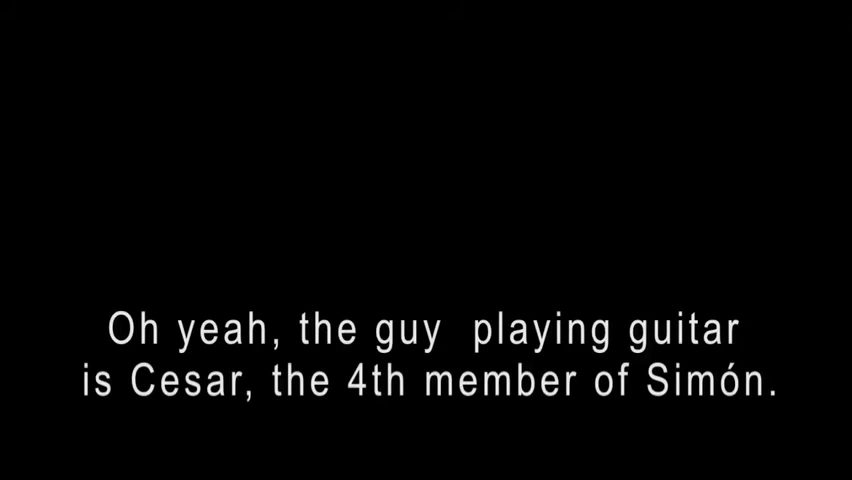 Oh yeah, the guy  playing guitar
is Cesar, the 4th member of Simón.